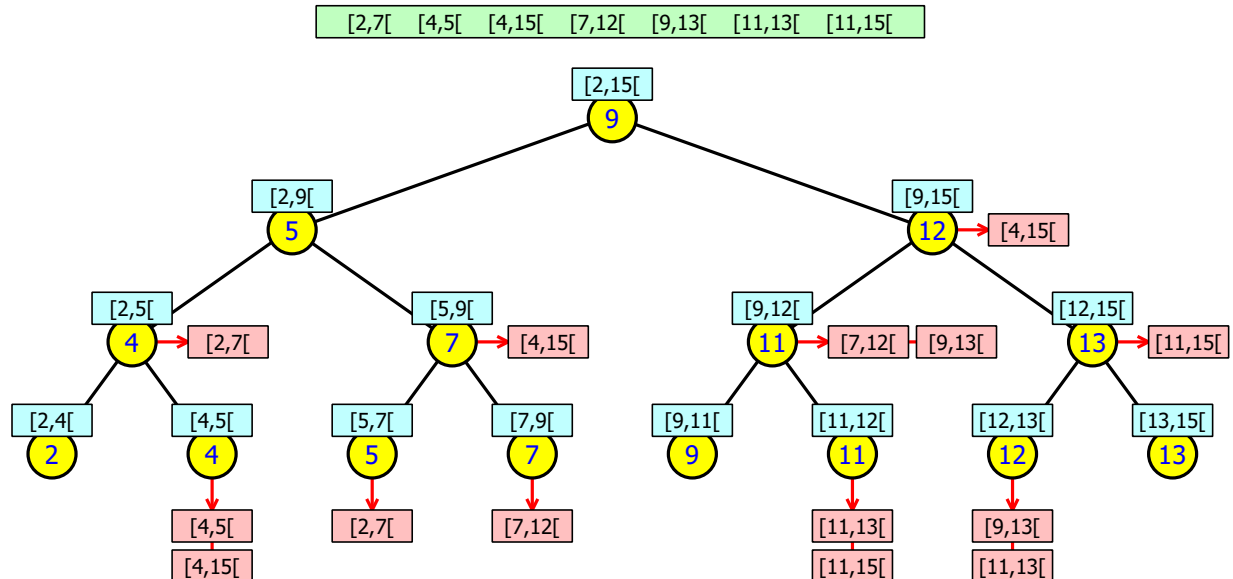 [2,7[ [4,5[ [4,15[ [7,12[ [9,13[ [11,13[ [11,15[
[2,15[
9
[2,9[ [9,15[
5 12 [4,15[
[2,5[ [5,9[ [9,12[ [12,15[
4 [2,7[ 7 [4,15[ 11 [7,12[ [9,13[ 13 [11,15[
[2,4[ [4,5[ [5,7[ [7,9[ [9,11[ [11,12[ [12,13[ [13,15[
2 4 5 7 9 11 12 13
[4,5[ [2,7[ [7,12[ [11,13[ [9,13[
[4,15[ [11,15[ [11,13[